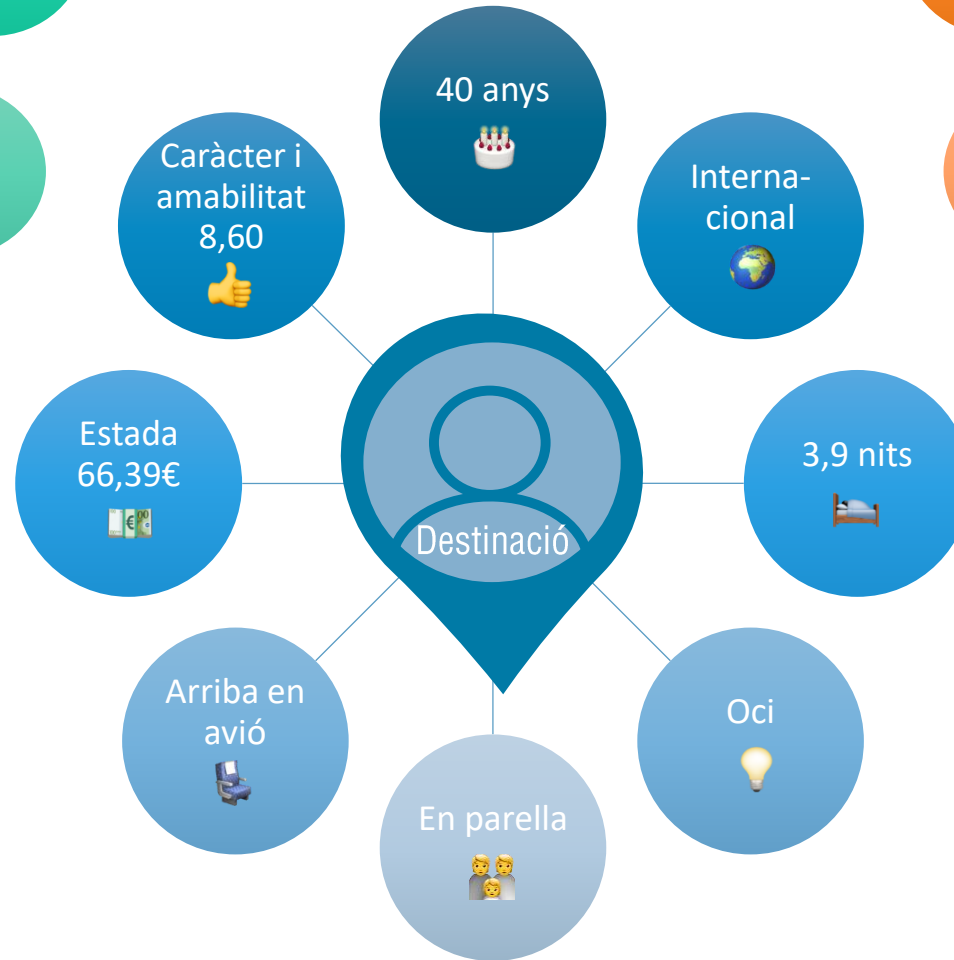 40 anys
Caràcter i
amabilitat
8,60
Interna-
cional
Estada
66,39€
3,9 nits
Destinació
Arriba en
avió
Oci
En parella